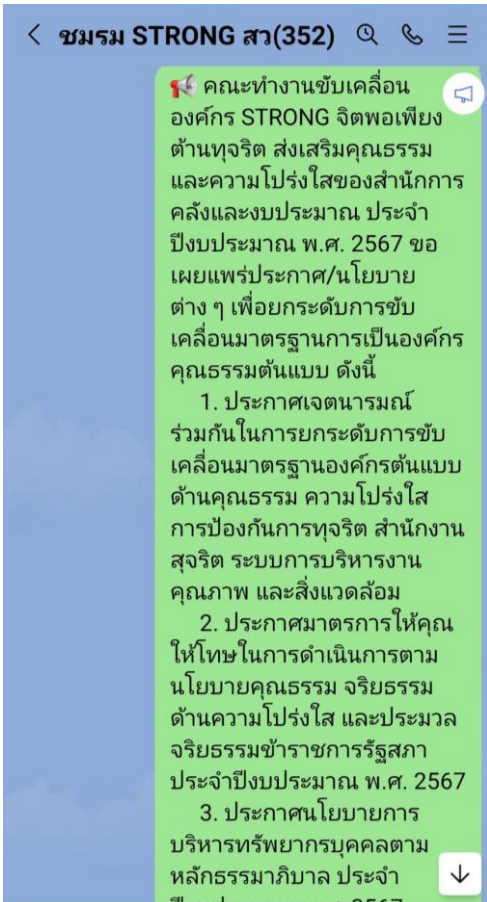 ชมรม STRONG สว(352)
📢 คณะทำงานขับเคลื่อน
องค์กร STRONG จิตพอเพียง
ต้านทุจริต ส่งเสริมคุณธรรม
และความโปร่งใสของสำนักการ
คลังและงบประมาณ ประจำ
ปีงบประมาณ พ.ศ. 2567 ขอ
เผยแพร่ประกาศ/นโยบาย
ต่าง ๆ เพื่อยกระดับการขับ
เคลื่อนมาตรฐานการเป็นองค์กร
คุณธรรมต้นแบบ ดังนี้
1. ประกาศเจตนารมณ์
ร่วมกันในการยกระดับการขับ
เคลื่อนมาตรฐานองค์กรต้นแบบ
ด้านคุณธรรม ความโปร่งใส
การป้องกันการทุจริต สำนักงาน
สุจริต ระบบการบริหารงาน
คุณภาพ และสิ่งแวดล้อม
2. ประกาศมาตรการให้คุณ
ให้โทษในการดำเนินการตาม
นโยบายคุณธรรม จริยธรรม
ด้านความโปร่งใส และประมวล
จริยธรรมข้าราชการรัฐสภา
ประจำปีงบประมาณ พ.ศ. 2567
3. ประกาศนโยบายการ
บริหารทรัพยากรบุคคลตาม
หลักธรรมาภิบาล ประจำ